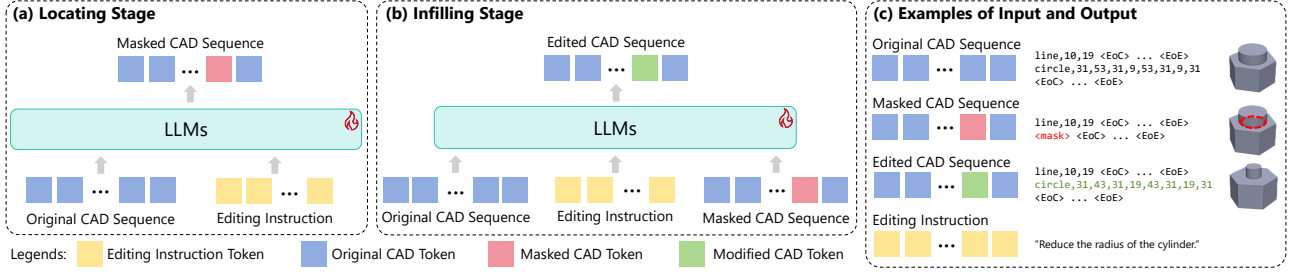 (a) Locating Stage
Masked CAD Sequence
...
LLMs
... ...
Original CAD Sequence Editing Instruction
(b) Infilling Stage
Edited CAD Sequence
...
LLMs
... ... ...
Original CAD Sequence Editing Instruction Masked CAD Sequence
(c) Examples of Input and Output
Original CAD Sequence
...
line,10,19 <EoC> ... <EoE>
circle,31,53,31,9,53,31,9,31
<EoC> ... <EoE>
Masked CAD Sequence
...
line,10,19 <EoC> ... <EoE>
<mask> <EoC> ... <EoE>
Edited CAD Sequence
...
line,10,19 <EoC> ... <EoE>
circle,31,43,31,19,43,31,19,31
<EoC> ... <EoE>
Editing Instruction
...
"Reduce the radius of the cylinder."
Legends: Editing Instruction Token Original CAD Token Masked CAD Token Modified CAD Token